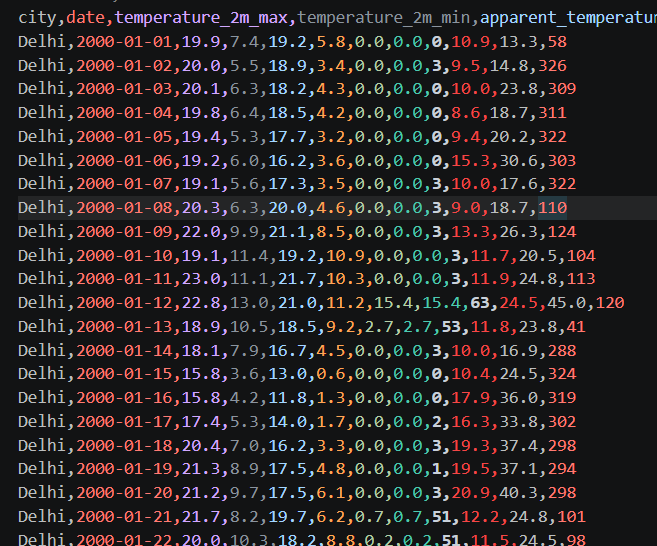 city,date,temperature_2m_max,temperature_2m_min,apparent_temperatur
Delhi,2000-01-01,19.9,7.4,19.2,5.8,0.0,0.0,0,10.9,13.3,58
Delhi,2000-01-02,20.0,5.5,18.9,3.4,0.0,0.0,3,9.5,14.8,326
Delhi,2000-01-03,20.1,6.3,18.2,4.3,0.0,0.0,0,10.0,23.8,309
Delhi,2000-01-04,19.8,6.4,18.5,4.2,0.0,0.0,0,8.6,18.7,311
Delhi,2000-01-05,19.4,5.3,17.7,3.2,0.0,0.0,0,9.4,20.2,322
Delhi,2000-01-06,19.2,6.0,16.2,3.6,0.0,0.0,0,15.3,30.6,303
Delhi,2000-01-07,19.1,5.6,17.3,3.5,0.0,0.0,3,10.0,17.6,322
Delhi,2000-01-08,20.3,6.3,20.0,4.6,0.0,0.0,3,9.0,18.7,110
Delhi,2000-01-09,22.0,9.9,21.1,8.5,0.0,0.0,3,13.3,26.3,124
Delhi,2000-01-10,19.1,11.4,19.2,10.9,0.0,0.0,3,11.7,20.5,104
Delhi,2000-01-11,23.0,11.1,21.7,10.3,0.0,0.0,3,11.9,24.8,113
Delhi,2000-01-12,22.8,13.0,21.0,11.2,15.4,15.4,63,24.5,45.0,120
Delhi,2000-01-13,18.9,10.5,18.5,9.2,2.7,2.7,53,11.8,23.8,41
Delhi,2000-01-14,18.1,7.9,16.7,4.5,0.0,0.0,3,10.0,16.9,288
Delhi,2000-01-15,15.8,3.6,13.0,0.6,0.0,0.0,0,10.4,24.5,324
Delhi,2000-01-16,15.8,4.2,11.8,1.3,0.0,0.0,0,17.9,36.0,319
Delhi,2000-01-17,17.4,5.3,14.0,1.7,0.0,0.0,2,16.3,33.8,302
Delhi,2000-01-18,20.4,7.0,16.2,3.3,0.0,0.0,3,19.3,37.4,298
Delhi,2000-01-19,21.3,8.9,17.5,4.8,0.0,0.0,1,19.5,37.1,294
Delhi,2000-01-20,21.2,9.7,17.5,6.1,0.0,0.0,3,20.9,40.3,298
Delhi,2000-01-21,21.7,8.2,19.7,6.2,0.7,0.7,51,12.2,24.8,101
Delhi,2000-01-22,20.0,10.3,18.2,8.8,0.2,0.2,51,11.5,24.5,98